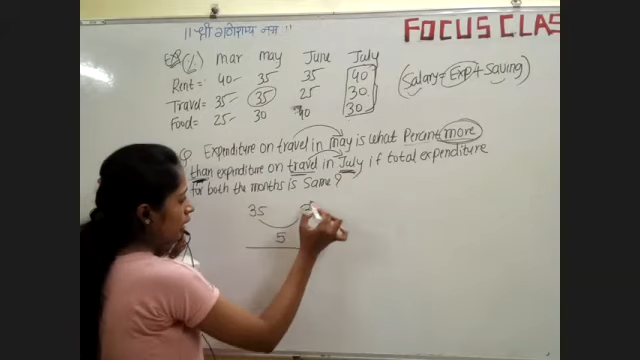 ॥ श्री गणेशाय नमः ॥
FOCUS CLAS
(%) mar may June July
Rent = 40 35 35 40
Travel = 35 35 25 30
Food = 25 30 40 30
(Salary = Exp + Saving)
Q Expenditure on travel in may is what Percent more
than expenditure on travel in July if total expenditure
for both the months is Same ?
35
5